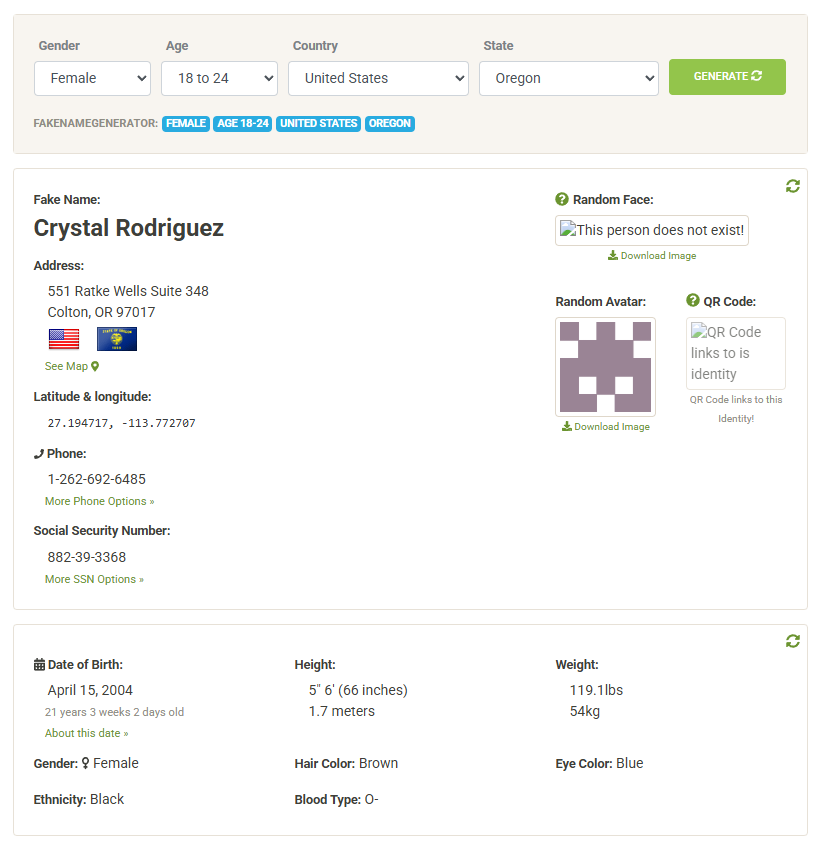 Gender Age Country State
Female 18 to 24 United States Oregon GENERATE
FAKENAMEGENERATOR: FEMALE AGE 18-24 UNITED STATES OREGON
Fake Name:
Crystal Rodriguez
Address:
551 Ratke Wells Suite 348
Colton, OR 97017
See Map
Latitude & longitude:
27.194717, -113.772707
Phone:
1-262-692-6485
More Phone Options »
Social Security Number:
882-39-3368
More SSN Options »
Random Face:
This person does not exist!
Download Image
Random Avatar:
Download Image
QR Code:
QR Code
links to is
identity
QR Code links to this
Identity!
Date of Birth:
April 15, 2004
21 years 3 weeks 2 days old
About this date »
Height:
5" 6' (66 inches)
1.7 meters
Weight:
119.1lbs
54kg
Gender: Female
Hair Color: Brown
Eye Color: Blue
Ethnicity: Black
Blood Type: O-